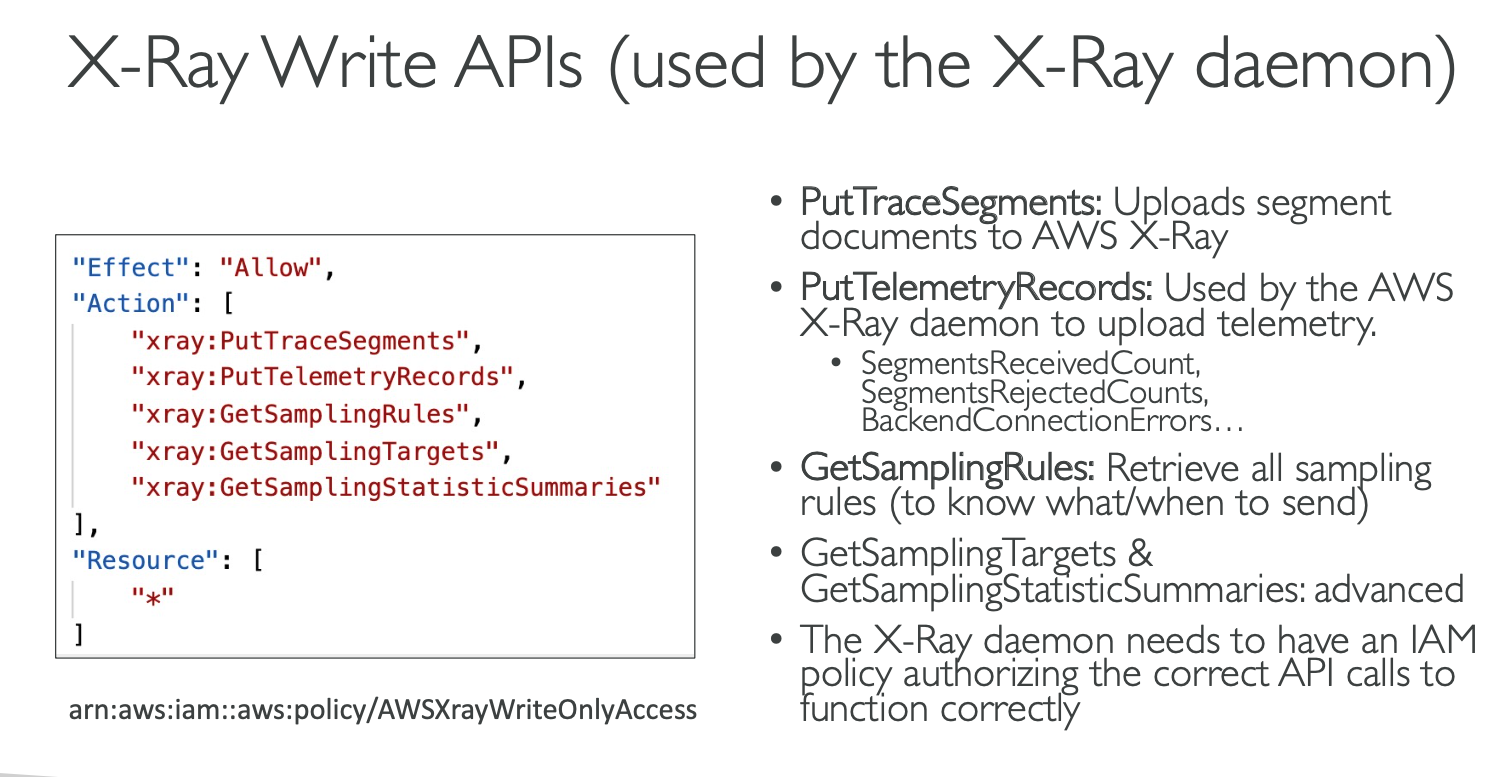 X-Ray Write APIs (used by the X-Ray daemon)
"Effect": "Allow",
"Action": [
"xray:PutTraceSegments",
"xray:PutTelemetryRecords",
"xray:GetSamplingRules",
"xray:GetSamplingTargets",
"xray:GetSamplingStatisticSummaries"
],
"Resource": [
"*"
]
arn:aws:iam::aws:policy/AWSXrayWriteOnlyAccess
• PutTraceSegments: Uploads segment
documents to AWS X-Ray
• PutTelemetryRecords: Used by the AWS
X-Ray daemon to upload telemetry.
• SegmentsReceivedCount,
SegmentsRejectedCounts,
BackendConnectionErrors…
• GetSamplingRules: Retrieve all sampling
rules (to know what/when to send)
• GetSamplingTargets &
GetSamplingStatisticSummaries: advanced
• The X-Ray daemon needs to have an IAM
policy authorizing the correct API calls to
function correctly